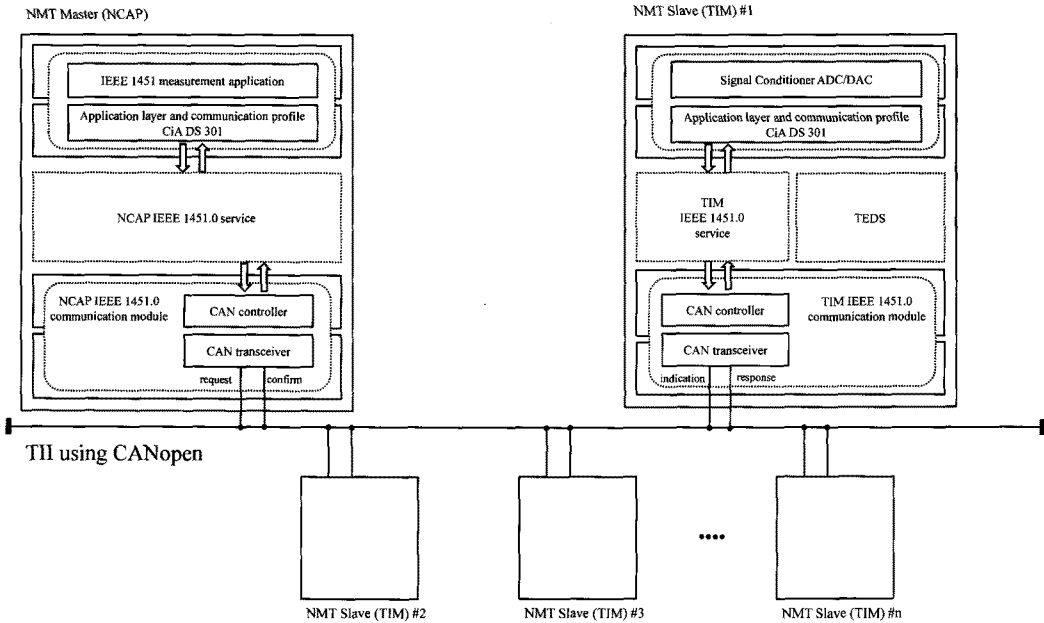 NMT Master (NCAP)
IEEE 1451 measurement application
Application layer and communication profile
CiA DS 301
NCAP IEEE 1451.0 service
NCAP IEEE 1451.0
communication module
CAN controller
CAN transceiver
request
confirm
NMT Slave (TIM) #1
Signal Conditioner ADC/DAC
Application layer and communication profile
CiA DS 301
TIM
IEEE 1451.0
service
TEDS
CAN controller
TIM IEEE 1451.0
communication module
CAN transceiver
indication
response
TII using CANopen
NMT Slave (TIM) #2
NMT Slave (TIM) #3
NMT Slave (TIM) #n